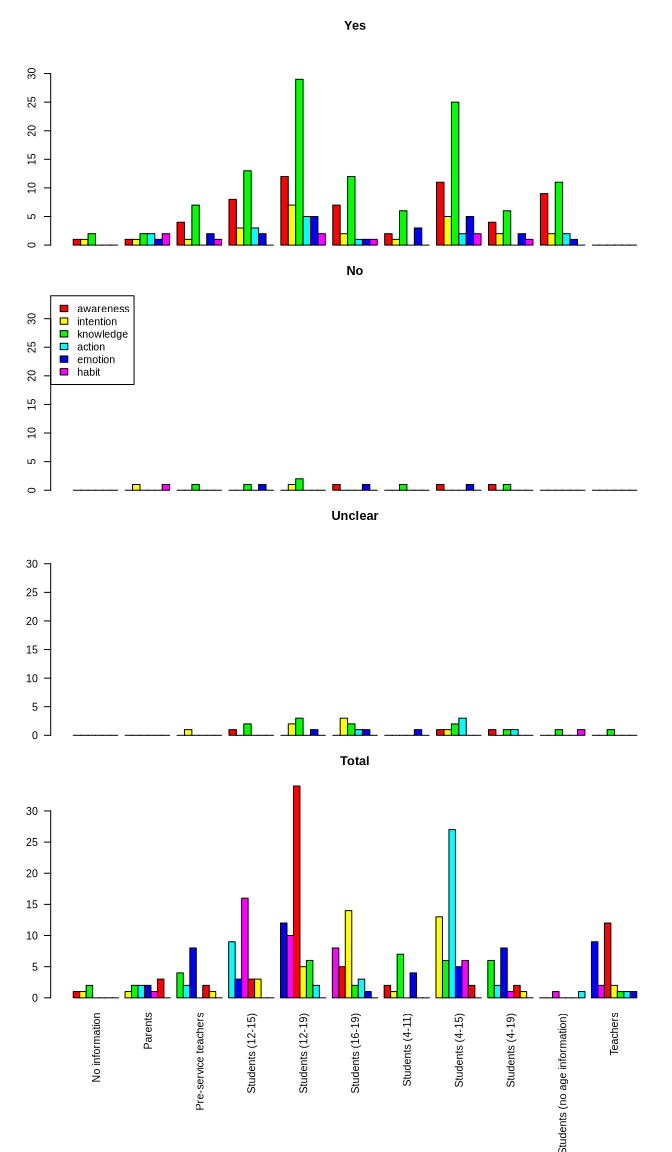 Yes
30
25
20
15
10
5
0
No
30
25
20
15
10
5
0
awareness
intention
knowledge
action
emotion
habit
Unclear
30
25
20
15
10
5
0
Total
30
25
20
15
10
5
0
No information
Parents
Pre-service teachers
Students (12-15)
Students (12-19)
Students (16-19)
Students (4-11)
Students (4-15)
Students (4-19)
Students (no age information)
Teachers